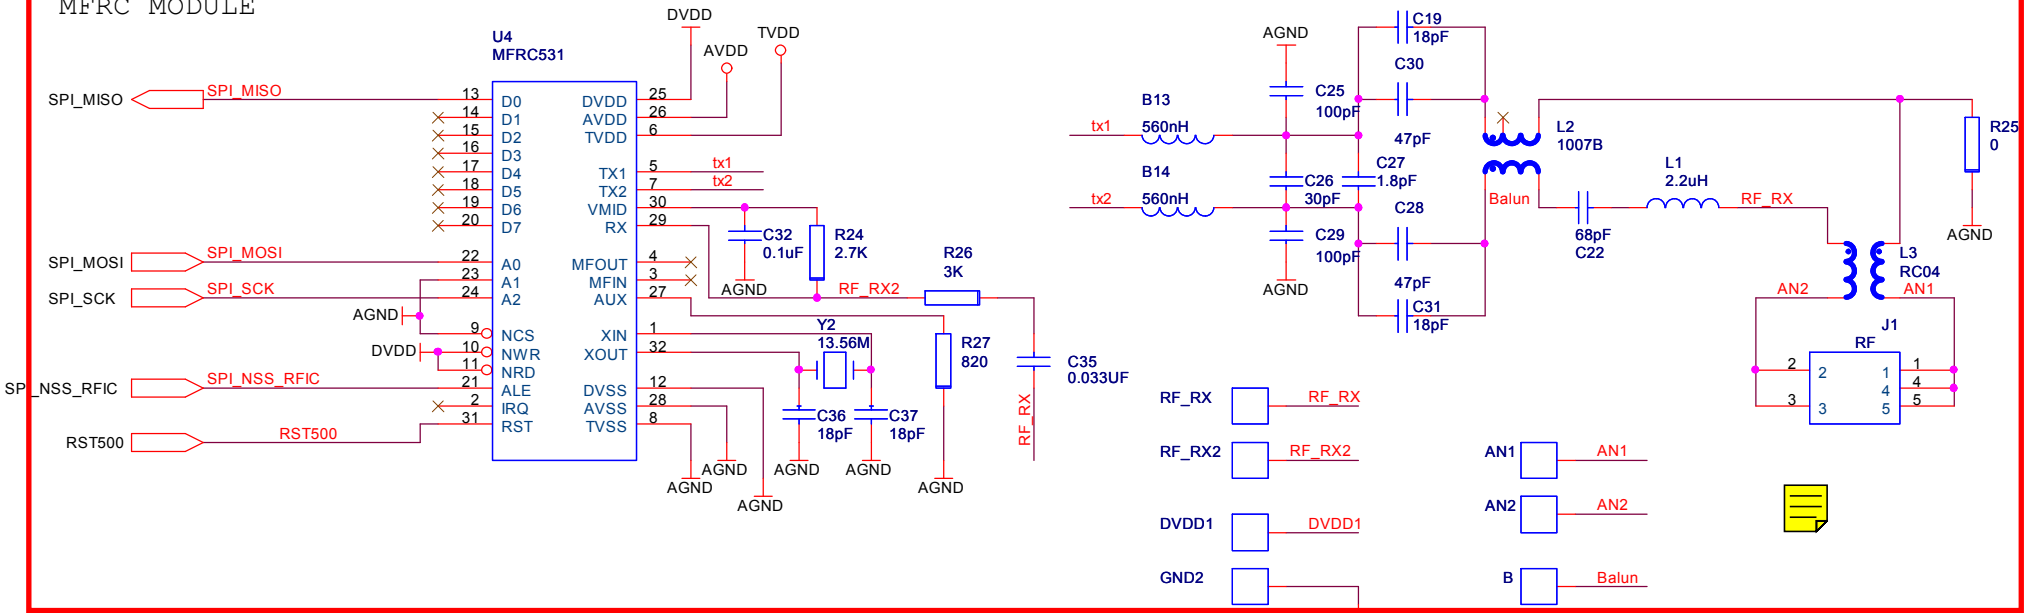 MFRC MODULE
U4
MFRC531
DVDD
AVDD
TVDD
SPI_MISO
SPI_MISO
13
14
15
16
17
18
19
20
D0
D1
D2
D3
D4
D5
D6
D7
DVDD
AVDD
TVDD
TX1
TX2
VMID
RX
25
26
6
5
7
30
29
tx1
tx2
SPI_MOSI
SPI_MOSI
SPI_SCK
SPI_SCK
22
23
24
A0
A1
A2
MFOUT
MFIN
AUX
4
3
27
C32
0.1uF
R24
2.7K
AGND
RF_RX2
R26
3K
AGND
DVDD
9
10
11
21
2
31
NCS
NWR
NRD
ALE
IRQ
RST
XIN
XOUT
DVSS
AVSS
TVSS
1
32
12
28
8
Y2
13.56M
R27
820
C35
0.033UF
RF_RX
SPI_NSS_RFIC
SPI_NSS_RFIC
RST500
RST500
C36
18pF
C37
18pF
AGND
AGND
AGND
AGND
AGND
AGND
AGND
C19
18pF
C30
47pF
C25
100pF
B13
560nH
tx1
B14
560nH
tx2
C26
30pF
C27
1.8pF
C28
47pF
C29
100pF
AGND
C31
18pF
L2
1007B
Balun
68pF
C22
L1
2.2uH
RF_RX
R25
0
AGND
L3
RC04
AN2
AN1
J1
RF
2
3
2
3
1
4
5
1
4
5
RF_RX
RF_RX
RF_RX2
RF_RX2
DVDD1
DVDD1
GND2
AN1
AN1
AN2
AN2
B
Balun